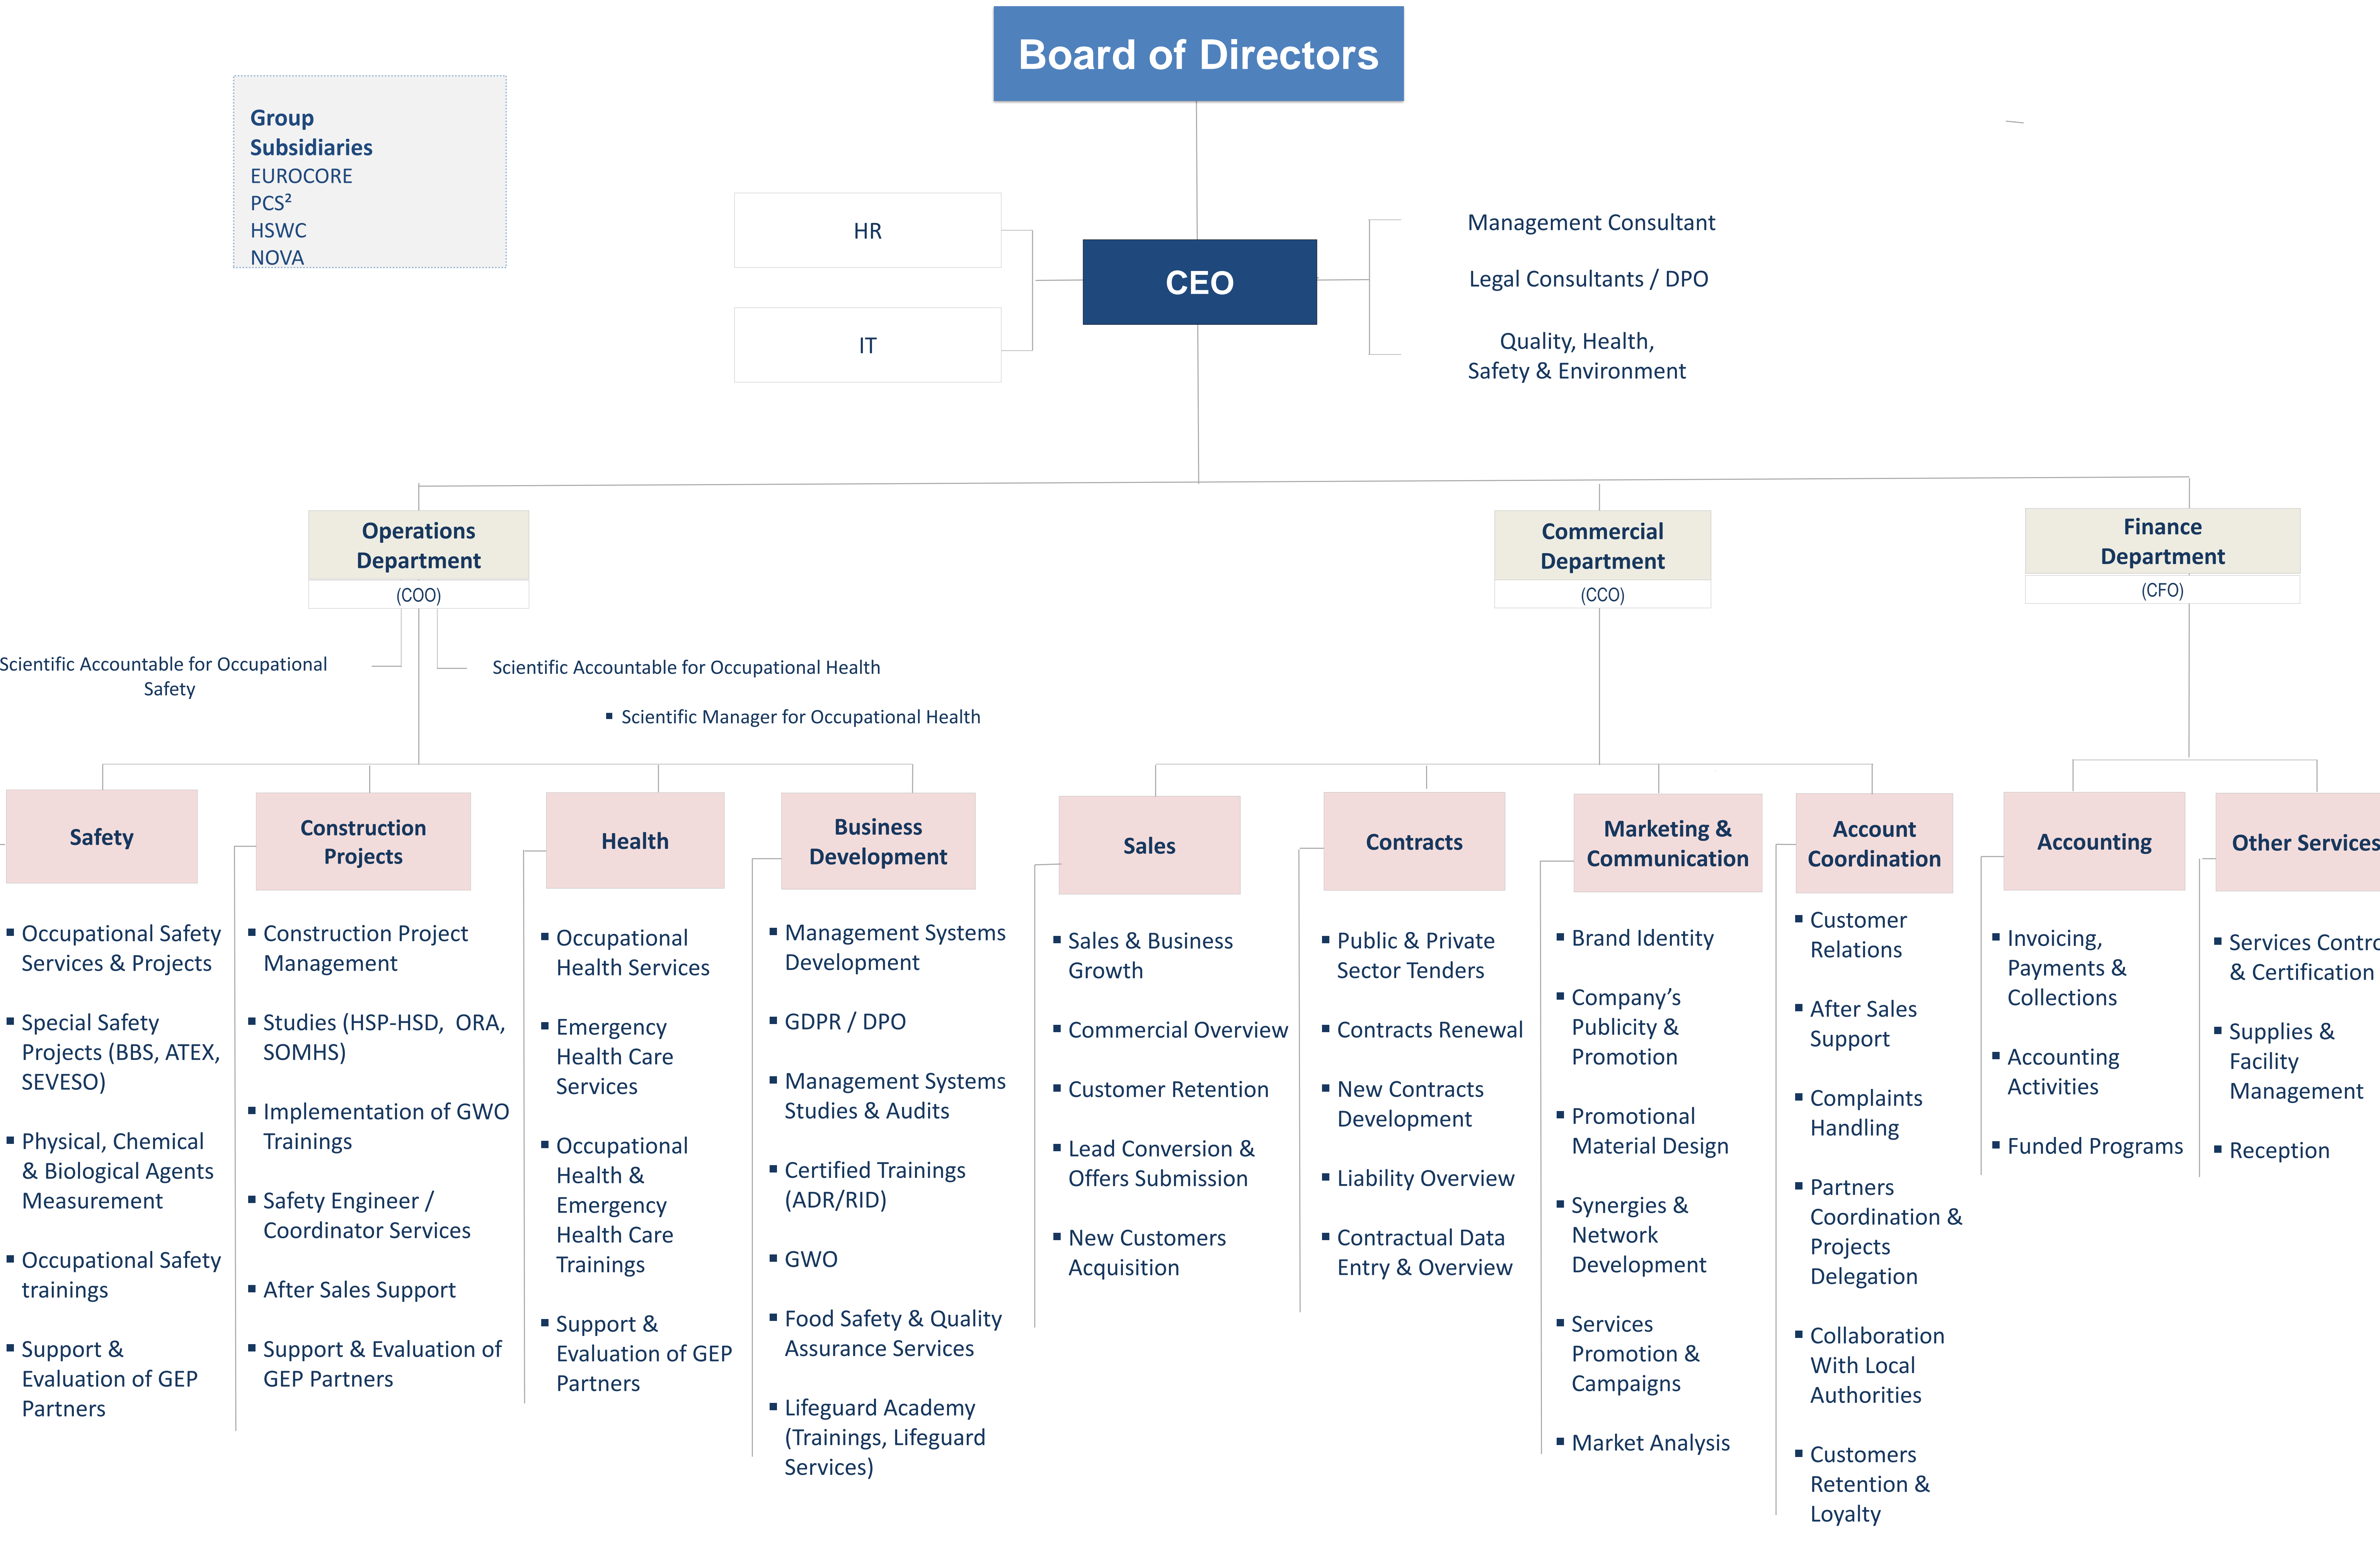 Board of Directors
Group
Subsidiaries
EUROCORE
PCS²
HSWC
NOVA
HR
IT
CEO
Management Consultant
Legal Consultants / DPO
Quality, Health,
Safety & Environment
Operations
Department
(COO)
Commercial
Department
(CCO)
Finance
Department
(CFO)
Scientific Accountable for Occupational
Safety
Scientific Accountable for Occupational Health
▪ Scientific Manager for Occupational Health
Safety
▪ Occupational Safety
Services & Projects
▪ Special Safety
Projects (BBS, ATEX,
SEVESO)
▪ Physical, Chemical
& Biological Agents
Measurement
▪ Occupational Safety
trainings
▪ Support &
Evaluation of GEP
Partners
Construction
Projects
▪ Construction Project
Management
▪ Studies (HSP-HSD, ORA,
SOMHS)
▪ Implementation of GWO
Trainings
▪ Safety Engineer /
Coordinator Services
▪ After Sales Support
▪ Support & Evaluation of
GEP Partners
Health
▪ Occupational
Health Services
▪ Emergency
Health Care
Services
▪ Occupational
Health &
Emergency
Health Care
Trainings
▪ Support &
Evaluation of GEP
Partners
Business
Development
▪ Management Systems
Development
▪ GDPR / DPO
▪ Management Systems
Studies & Audits
▪ Certified Trainings
(ADR/RID)
▪ GWO
▪ Food Safety & Quality
Assurance Services
▪ Lifeguard Academy
(Trainings, Lifeguard
Services)
Sales
▪ Sales & Business
Growth
▪ Commercial Overview
▪ Customer Retention
▪ Lead Conversion &
Offers Submission
▪ New Customers
Acquisition
Contracts
▪ Public & Private
Sector Tenders
▪ Contracts Renewal
▪ New Contracts
Development
▪ Liability Overview
▪ Contractual Data
Entry & Overview
Marketing &
Communication
▪ Brand Identity
▪ Company’s
Publicity &
Promotion
▪ Promotional
Material Design
▪ Synergies &
Network
Development
▪ Services
Promotion &
Campaigns
▪ Market Analysis
Account
Coordination
▪ Customer
Relations
▪ After Sales
Support
▪ Complaints
Handling
▪ Partners
Coordination &
Projects
Delegation
▪ Collaboration
With Local
Authorities
▪ Customers
Retention &
Loyalty
Accounting
▪ Invoicing,
Payments &
Collections
▪ Accounting
Activities
▪ Funded Programs
Other Services
▪ Services Contro
& Certification
▪ Supplies &
Facility
Management
▪ Reception